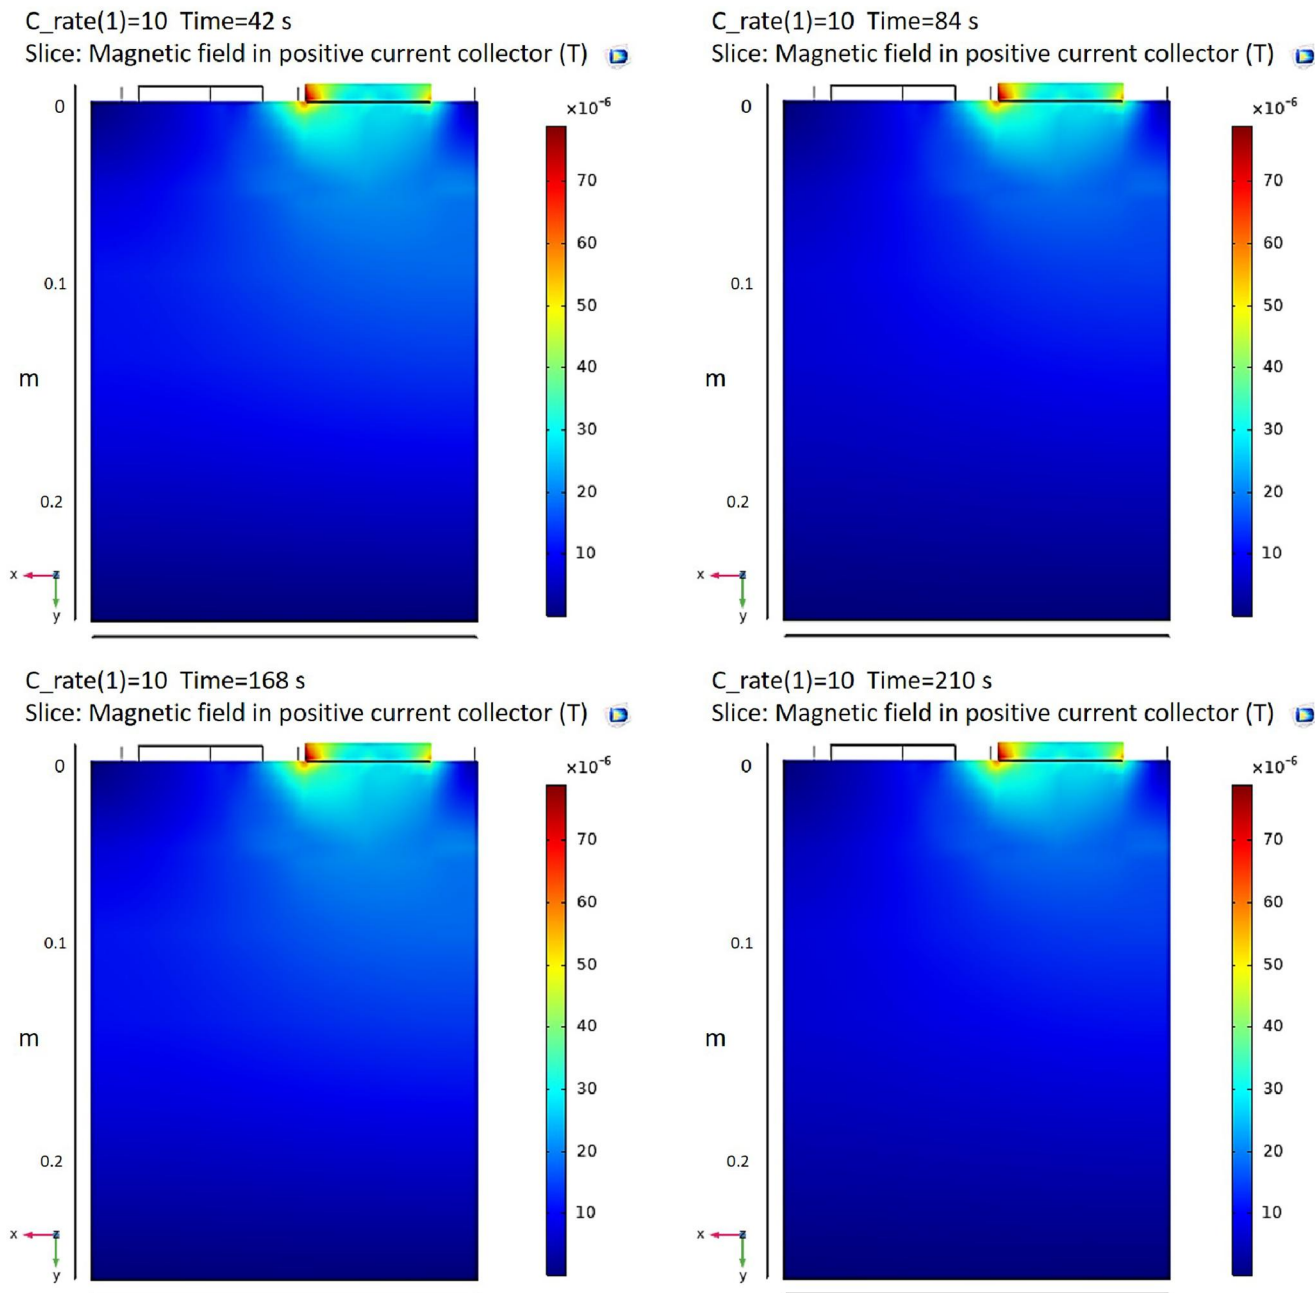 C_rate(1)=10 Time=42 s
Slice: Magnetic field in positive current collector (T)
0
×10⁻⁶
70
60
50
0.1
40
m
30
0.2
20
10
x
z
y
C_rate(1)=10 Time=84 s
Slice: Magnetic field in positive current collector (T)
0
×10⁻⁶
70
60
50
0.1
40
m
30
0.2
20
10
x
z
y
C_rate(1)=10 Time=168 s
Slice: Magnetic field in positive current collector (T)
0
×10⁻⁶
70
60
50
0.1
40
m
30
0.2
20
10
x
z
y
C_rate(1)=10 Time=210 s
Slice: Magnetic field in positive current collector (T)
0
×10⁻⁶
70
60
50
0.1
40
m
30
0.2
20
10
x
z
y